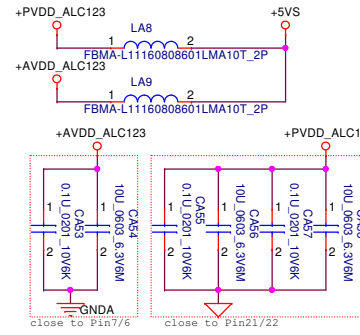 +PVDD_ALC123
+5VS
LA8
1
2
FBMA-L11160808601LMA10T_2P
+AVDD_ALC123
LA9
1
2
FBMA-L11160808601LMA10T_2P
+AVDD_ALC123
+PVDD_ALC1
1
2
CA53
0.1U_0201_10V6K
1
2
CA54
10U_0603_6.3V6M
1
2
CA55
0.1U_0201_10V6K
1
2
CA56
10U_0603_6.3V6M
1
2
CA57
0.1U_0201_10V6K
1
2
10U_0603_6.3V6M
GNDA
close to Pin7/6
close to Pin21/22